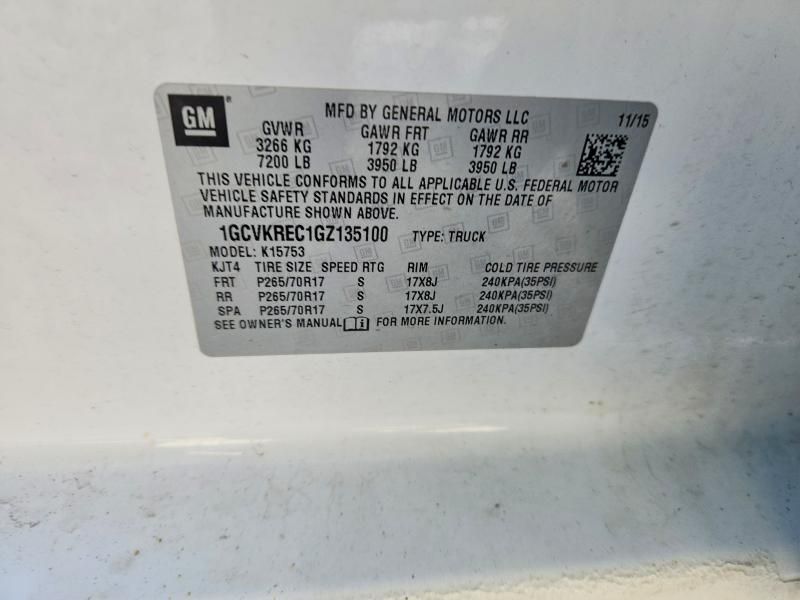 GM ® MFD BY GENERAL MOTORS LLC 11/15
GVWR GAWR FRT GAWR RR
3266 KG 1792 KG 1792 KG
7200 LB 3950 LB 3950 LB
THIS VEHICLE CONFORMS TO ALL APPLICABLE U.S. FEDERAL MOTOR
VEHICLE SAFETY STANDARDS IN EFFECT ON THE DATE OF
MANUFACTURE SHOWN ABOVE.
1GCVKREC1GZ135100 TYPE: TRUCK
MODEL: K15753
KJT4 TIRE SIZE SPEED RTG RIM COLD TIRE PRESSURE
FRT P265/70R17 S 17X8J 240KPA(35PSI)
RR P265/70R17 S 17X8J 240KPA(35PSI)
SPA P265/70R17 S 17X7.5J 240KPA(35PSI)
SEE OWNER'S MANUAL i FOR MORE INFORMATION.